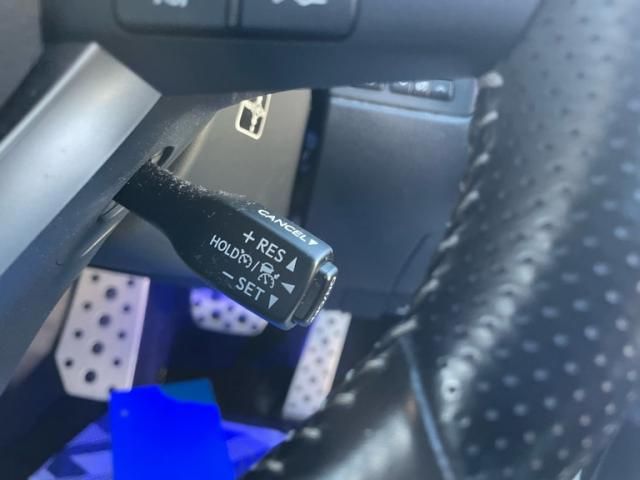 CANCEL
+ RES
HOLD /
- SET